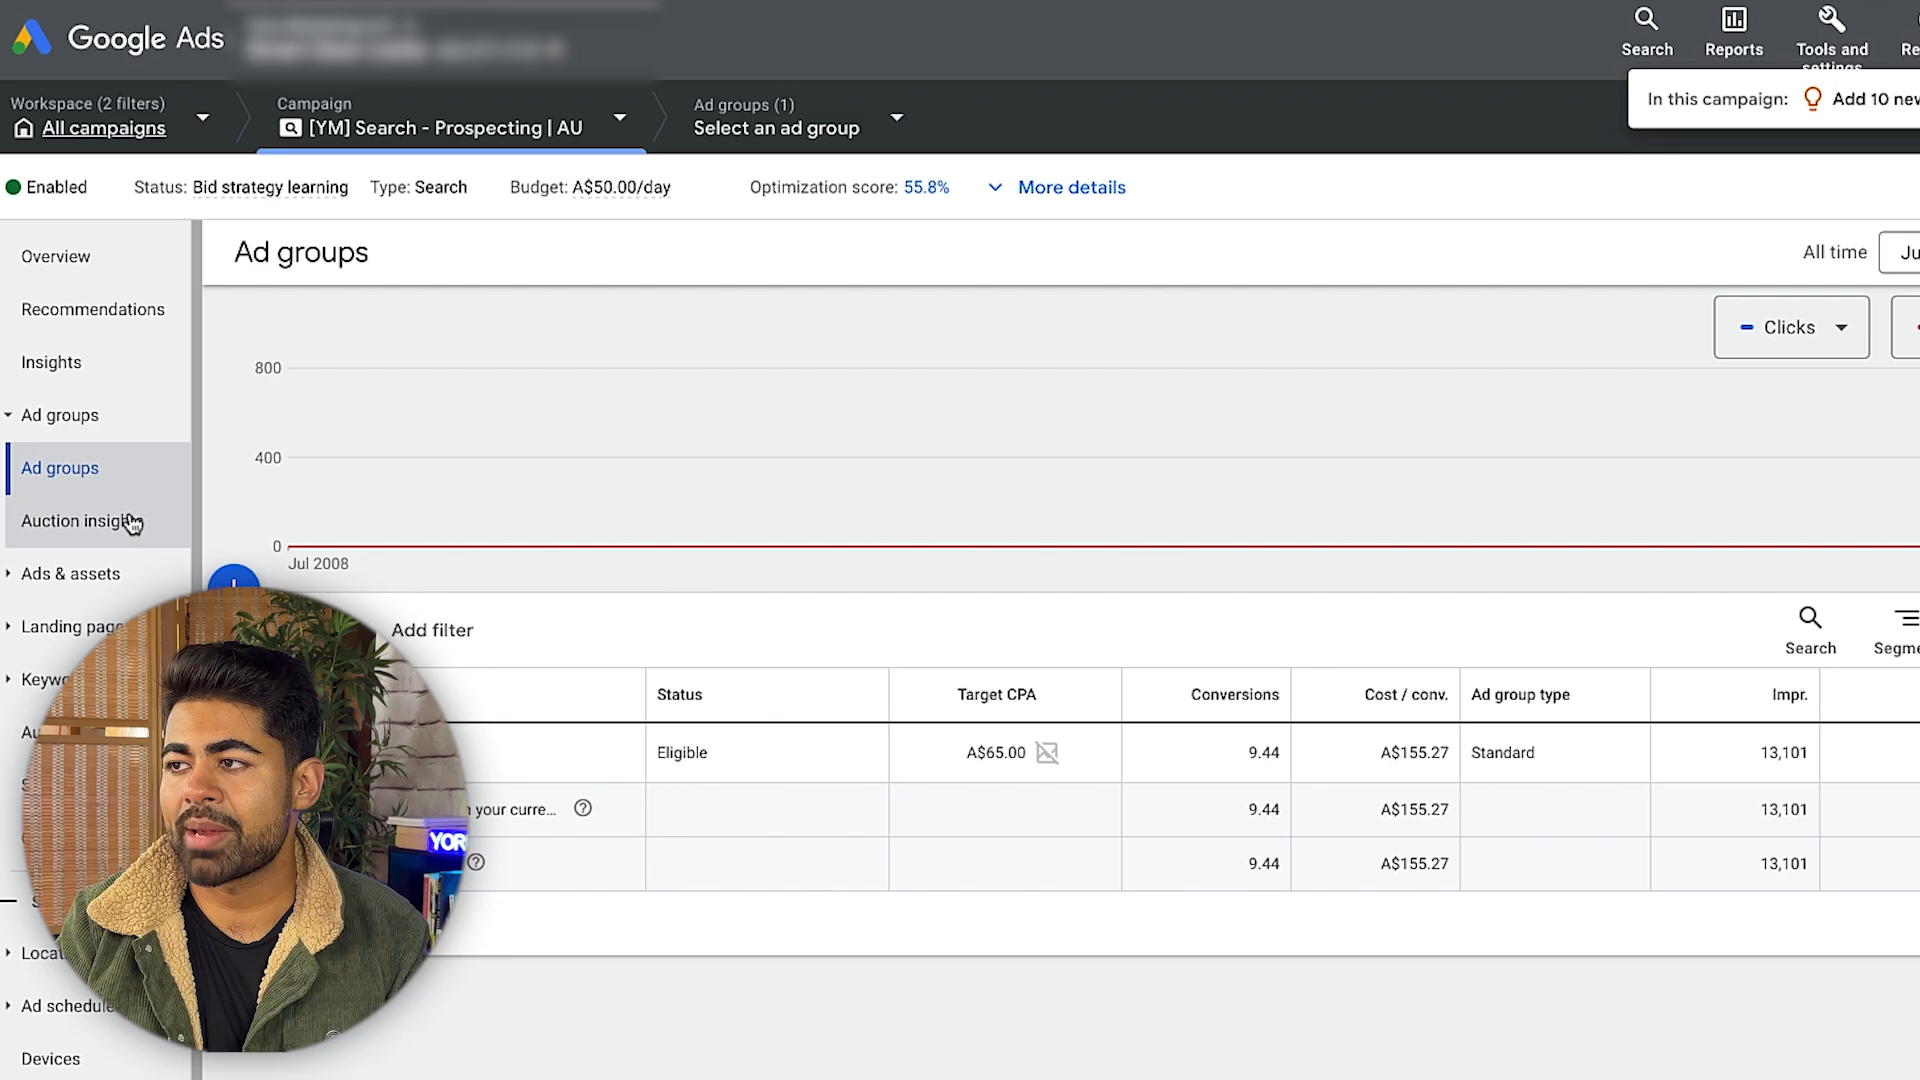 Google Ads
Search
Reports
Tools and
settings
Re
Workspace (2 filters)
All campaigns
Campaign
[YM] Search - Prospecting | AU
Ad groups (1)
Select an ad group
In this campaign:
Add 10 new
Enabled
Status: Bid strategy learning
Type: Search
Budget: A$50.00/day
Optimization score: 55.8%
More details
Overview
Recommendations
Insights
Ad groups
Ad groups
Auction insigh
Ads & assets
Landing page
Keywo
Au
Locat
Ad schedule
Devices
Ad groups
All time
Ju
Clicks
800
400
0
Jul 2008
Add filter
Search
Segme
Status
Target CPA
Conversions
Cost / conv.
Ad group type
Impr.
Eligible
A$65.00
9.44
A$155.27
Standard
13,101
your curre...
9.44
A$155.27
13,101
9.44
A$155.27
13,101
YOR